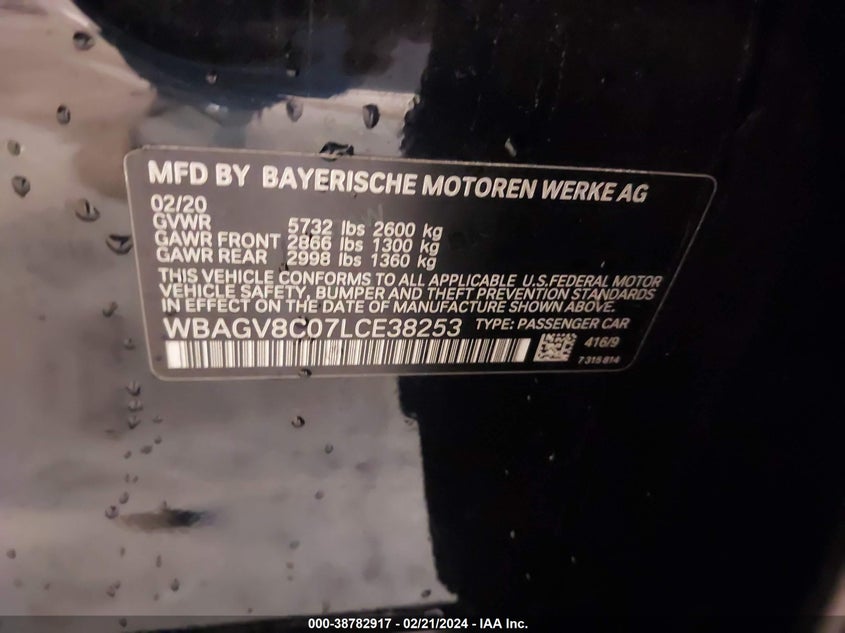 MFD BY BAYERISCHE MOTOREN WERKE AG
02/20
GVWR 5732 lbs 2600 kg
GAWR FRONT 2866 lbs 1300 kg
GAWR REAR 2998 lbs 1360 kg
THIS VEHICLE CONFORMS TO ALL APPLICABLE U.S.FEDERAL MOTOR
VEHICLE SAFETY, BUMPER AND THEFT PREVENTION STANDARDS
IN EFFECT ON THE DATE OF MANUFACTURE SHOWN ABOVE.
WBAGV8C07LCE38253 TYPE: PASSENGER CAR
416/9
7 315 814
000-38782917 - 02/21/2024 - IAA Inc.